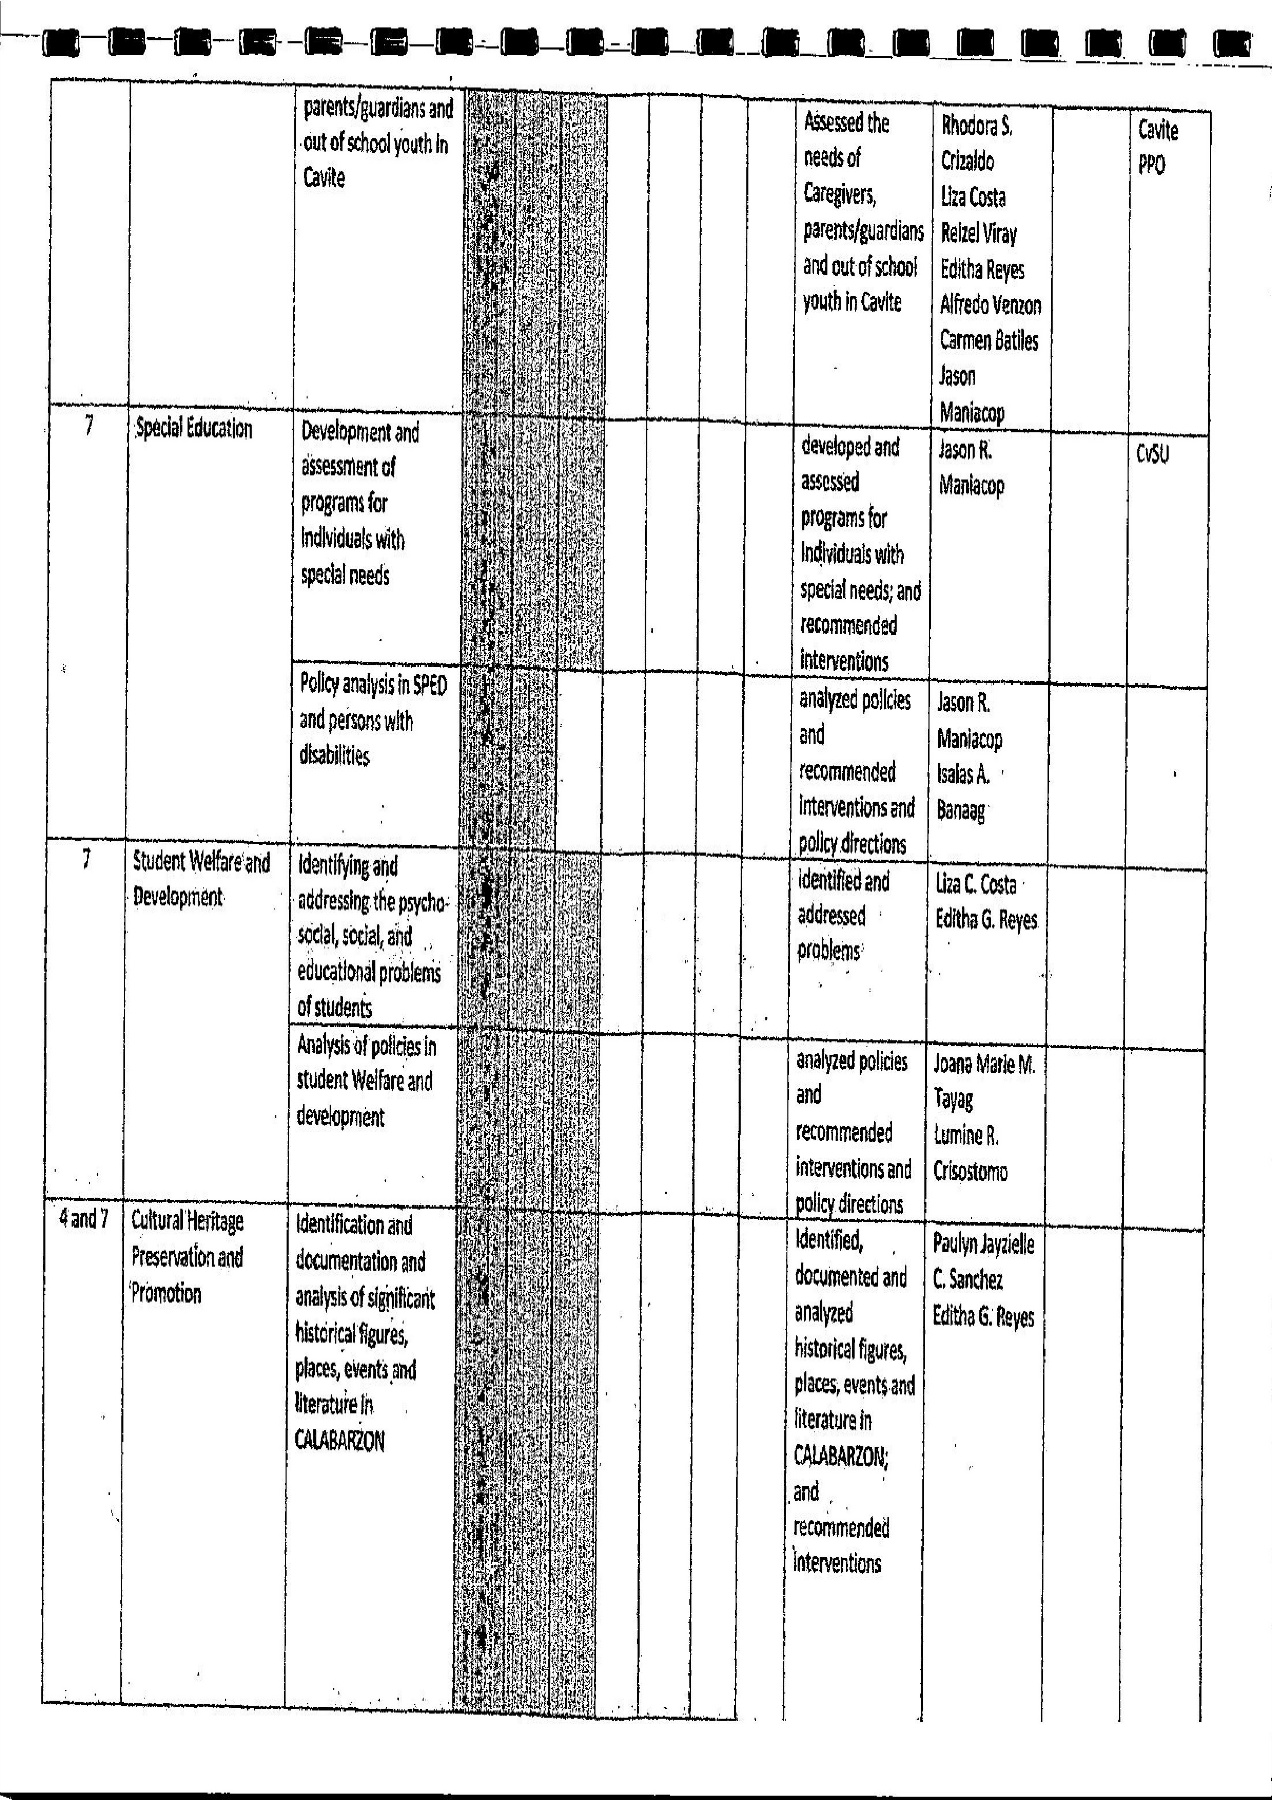 parents/guardians and
out of school youth in
Cavite
Assessed the
needs of
Caregivers,
parents/guardians
and out of school
youth in Cavite
Rhodora S.
Crizaldo
Liza Costa
Reizel Viray
Editha Reyes
Alfredo Venzon
Carmen Batiles
Jason
Maniacop
Cavite
PPO
7
Special Education
Development and
assessment of
programs for
Individuals with
special needs
developed and
assessed
programs for
Individuals with
special needs; and
recommended
interventions
Jason R.
Maniacop
CvSU
Policy analysis in SPED
and persons with
disabilities
analyzed policies
and
recommended
interventions and
policy directions
Jason R.
Maniacop
Isaias A.
Banaag
7
Student Welfare and
Development
Identifying and
addressing the psycho-
social, social, and
educational problems
of students
identified and
addressed
problems
Liza C. Costa
Editha G. Reyes
Analysis of policies in
student Welfare and
development
analyzed policies
and
recommended
interventions and
policy directions
Joana Marie M.
Tayag
Lumine R.
Crisostomo
4 and 7
Cultural Heritage
Preservation and
Promotion
Identification and
documentation and
analysis of significant
historical figures,
places, events and
literature in
CALABARZON
Identified,
documented and
analyzed
historical figures,
places, events and
literature in
CALABARZON;
and
recommended
interventions
Paulyn Jayzielle
C. Sanchez
Editha G. Reyes